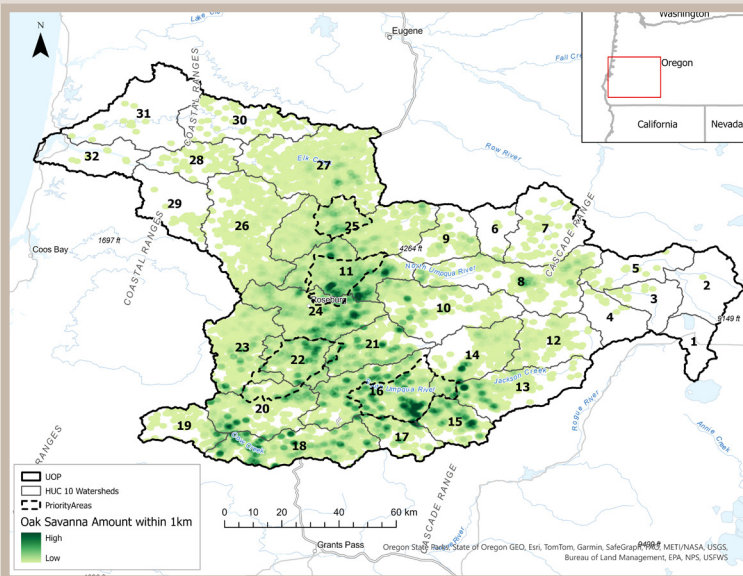 Washington
Oregon
California
Nevada
N
Eugene
Fall Cre
Row River
COASTAL RANGES
31
30
32
28
27
Elk C
29
26
25
9
6
7
CASCADE RANGE
Coos Bay
1697 ft
4264 ft
COASTAL RANGES
11
North Umpqua River
8
5
2
3
4
9149 ft
1
24
10
23
22
21
14
12
16
Umpqua River
Jackson Creek
13
20
19
18
17
15
Rogue River
Annie Creek
RANGES
CASCADE RANGE
UOP
HUC 10 Watersheds
PriorityAreas
Oak Savanna Amount within 1km
High
Low
0 10 20 40 60 km
Grants Pass
9499 ft
Oregon State Parks, State of Oregon GEO, Esri, TomTom, Garmin, SafeGraph, FAO, METI/NASA, USGS,
Bureau of Land Management, EPA, NPS, USFWS